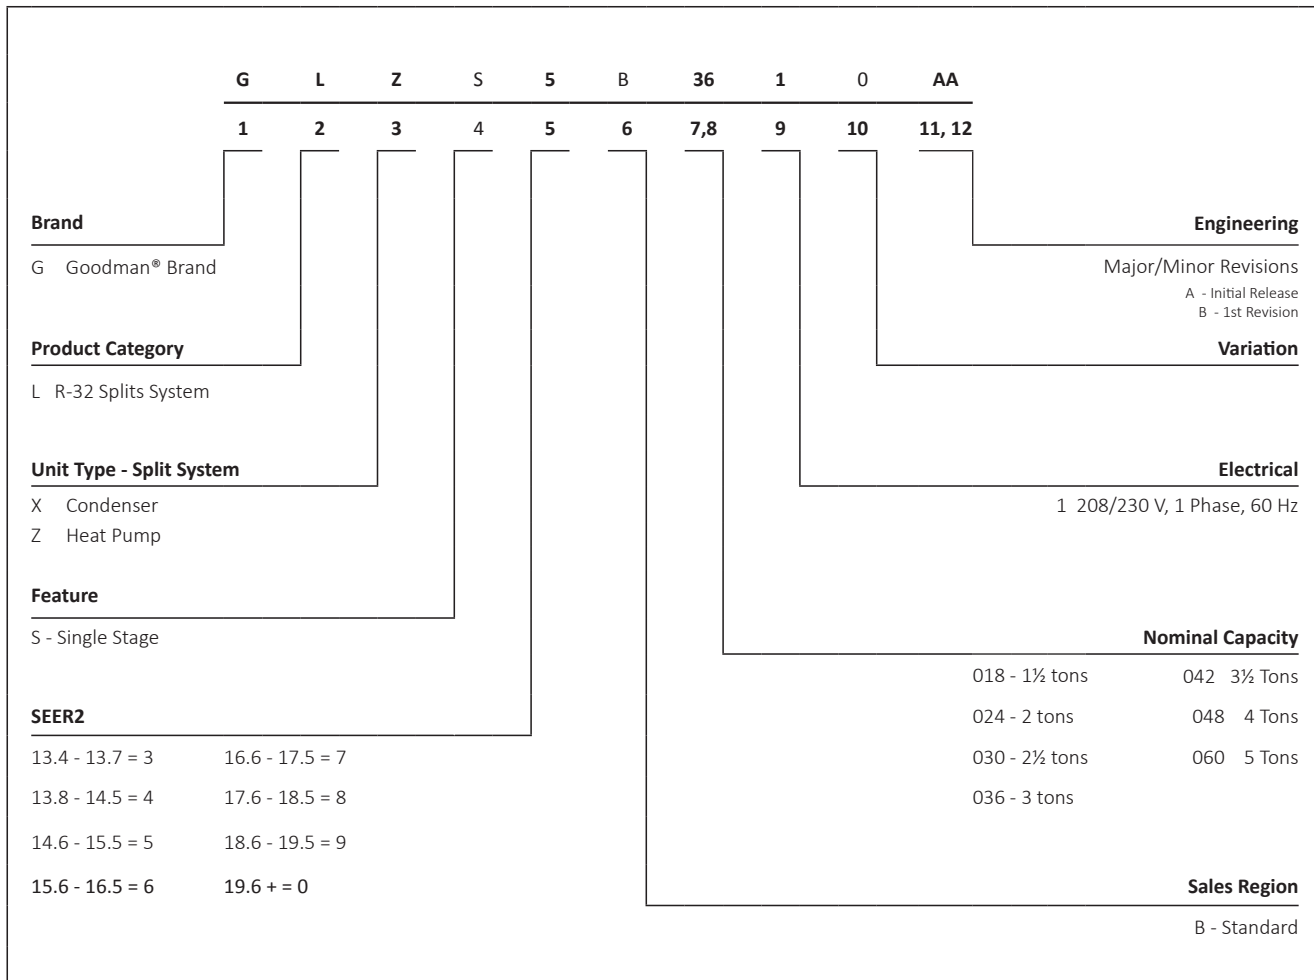 G L Z S 5 B 36 1 0 AA
1 2 3 4 5 6 7,8 9 10 11, 12
Brand
G Goodman® Brand
Product Category
L R-32 Splits System
Unit Type - Split System
X Condenser
Z Heat Pump
Feature
S - Single Stage
SEER2
13.4 - 13.7 = 3 16.6 - 17.5 = 7
13.8 - 14.5 = 4 17.6 - 18.5 = 8
14.6 - 15.5 = 5 18.6 - 19.5 = 9
15.6 - 16.5 = 6 19.6 + = 0
Engineering
Major/Minor Revisions
A - Initial Release
B - 1st Revision
Variation
Electrical
1 208/230 V, 1 Phase, 60 Hz
Nominal Capacity
018 - 1½ tons 042 3½ Tons
024 - 2 tons 048 4 Tons
030 - 2½ tons 060 5 Tons
036 - 3 tons
Sales Region
B - Standard